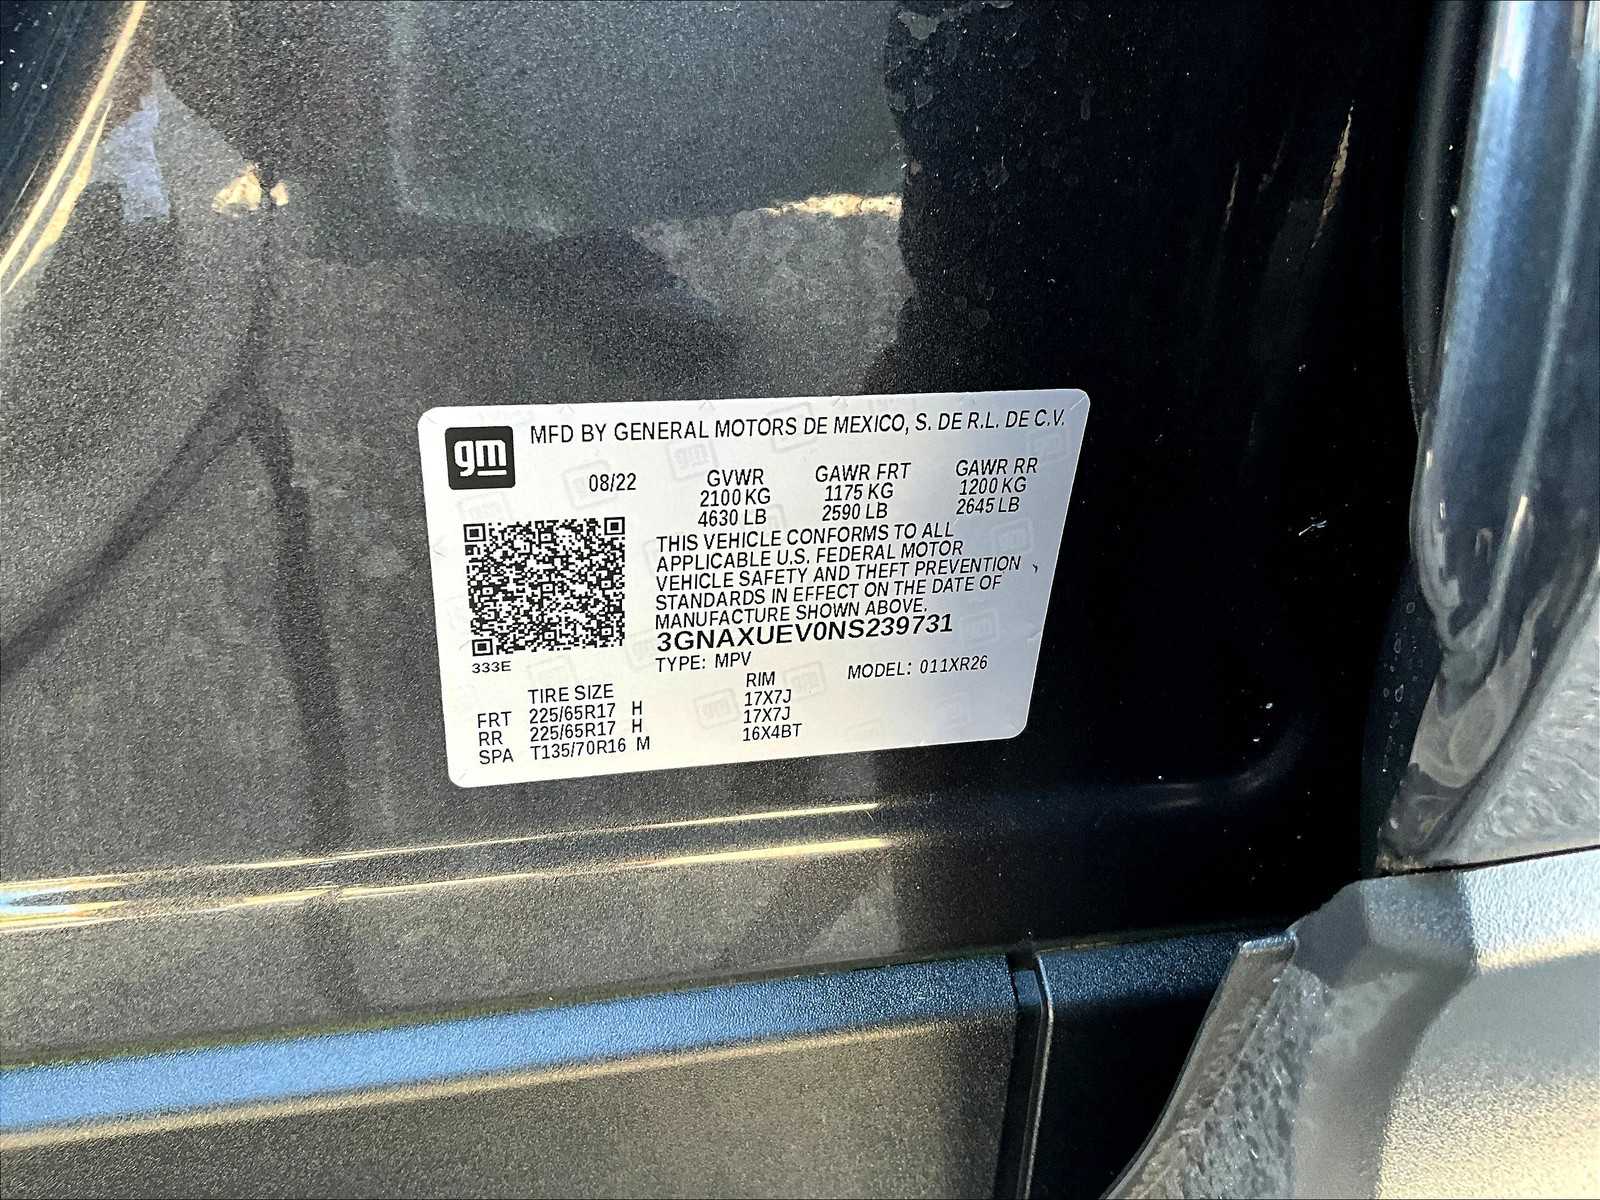 gm
MFD BY GENERAL MOTORS DE MEXICO, S. DE R.L. DE C.V.
08/22 GVWR GAWR FRT GAWR RR
2100 KG 1175 KG 1200 KG
4630 LB 2590 LB 2645 LB
THIS VEHICLE CONFORMS TO ALL
APPLICABLE U.S. FEDERAL MOTOR
VEHICLE SAFETY AND THEFT PREVENTION
STANDARDS IN EFFECT ON THE DATE OF
MANUFACTURE SHOWN ABOVE.
3GNAXUEV0NS239731
333E
TYPE: MPV MODEL: 011XR26
TIRE SIZE RIM
FRT 225/65R17 H 17X7J
RR 225/65R17 H 17X7J
SPA T135/70R16 M 16X4BT